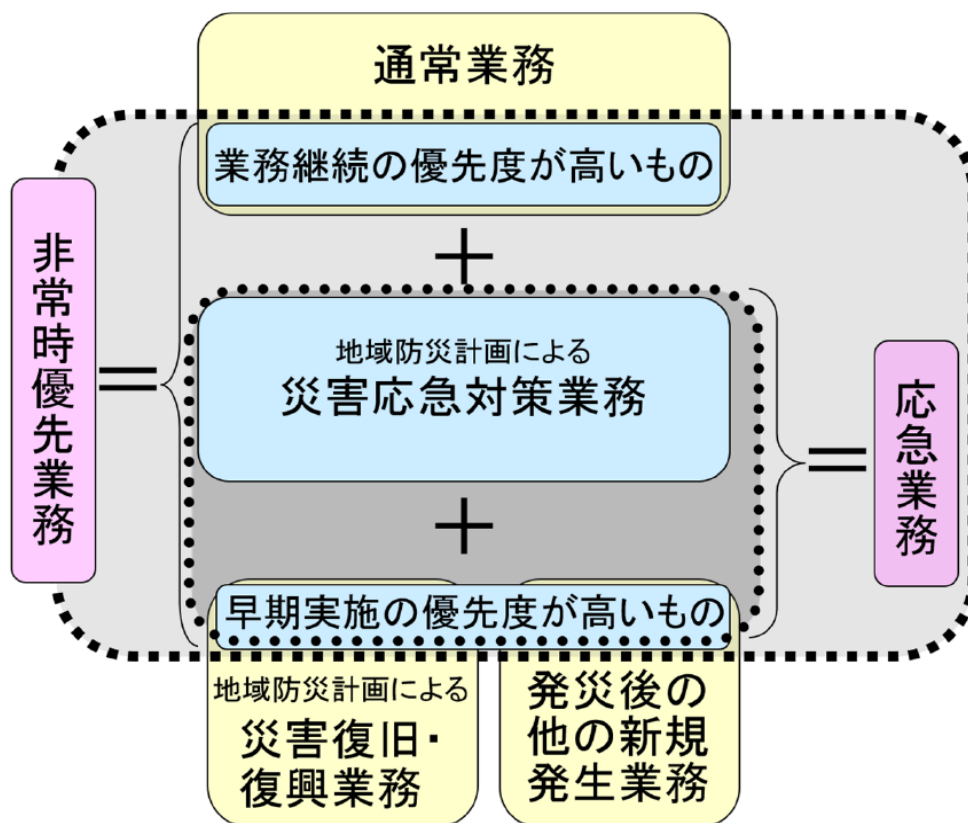 通常業務
業務継続の優先度が高いもの
＋
非常時優先業務
＝
地域防災計画による
災害応急対策業務
＝
応急業務
＋
早期実施の優先度が高いもの
地域防災計画による
災害復旧・
復興業務
発災後の
他の新規
発生業務